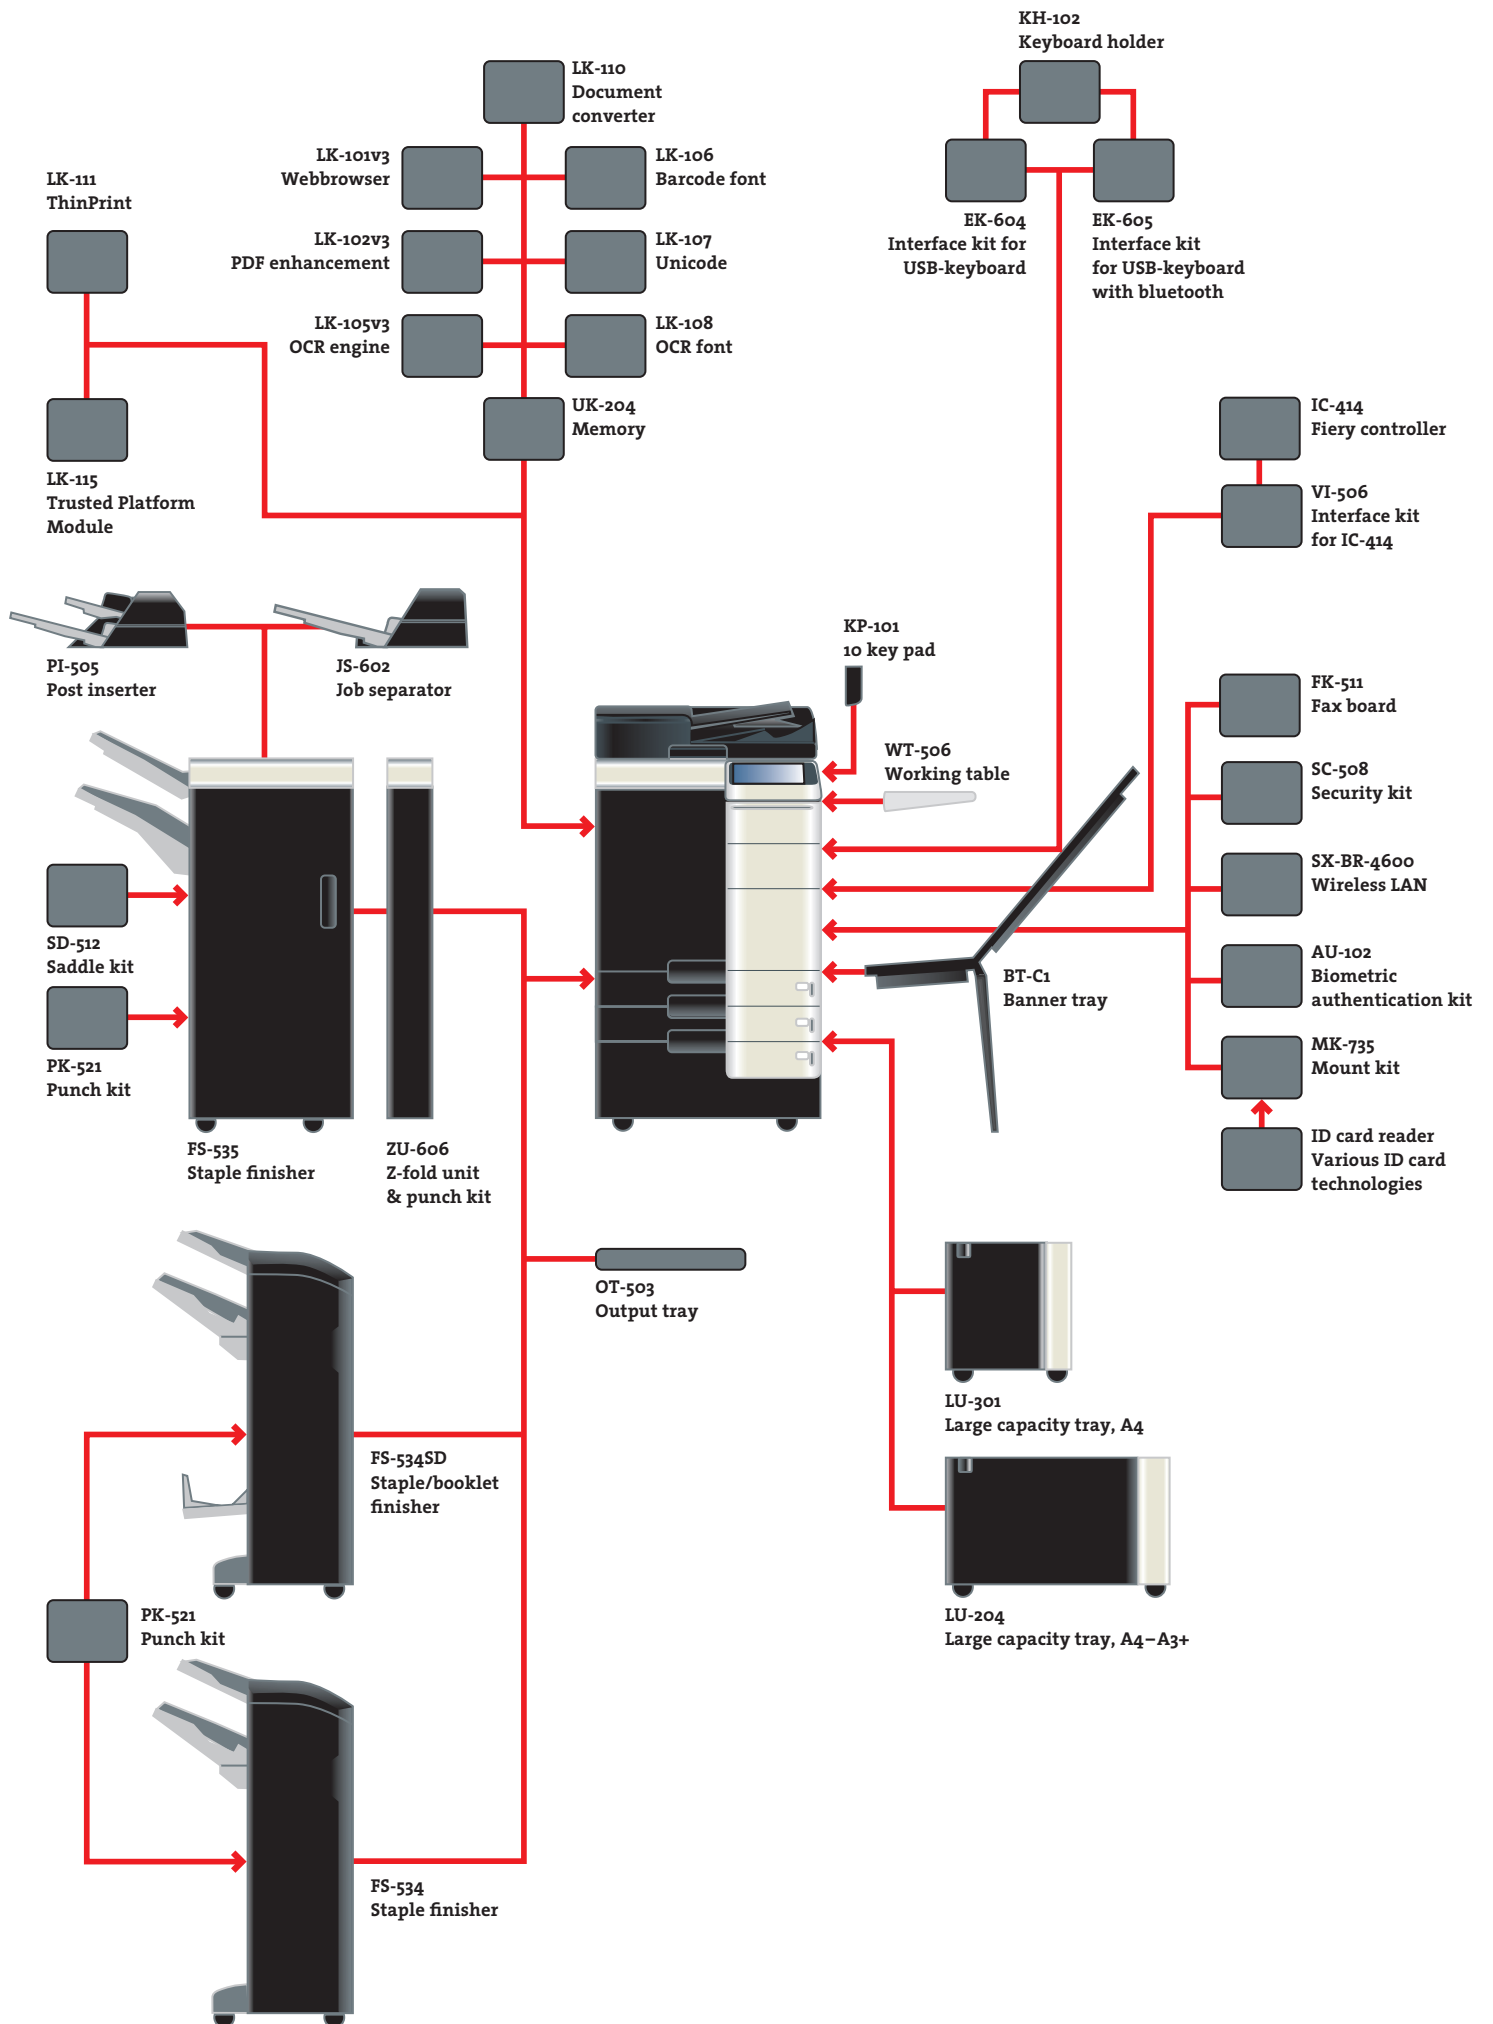 KH-102
Keyboard holder
LK-110
Document
converter
LK-101v3
Webbrowser
LK-106
Barcode font
LK-111
ThinPrint
EK-604
Interface kit for
USB-keyboard
EK-605
Interface kit
for USB-keyboard
with bluetooth
LK-102v3
PDF enhancement
LK-107
Unicode
LK-105v3
OCR engine
LK-108
OCR font
UK-204
Memory
IC-414
Fiery controller
LK-115
Trusted Platform
Module
VI-506
Interface kit
for IC-414
KP-101
10 key pad
PI-505
Post inserter
JS-602
Job separator
FK-511
Fax board
WT-506
Working table
SC-508
Security kit
SX-BR-4600
Wireless LAN
SD-512
Saddle kit
AU-102
Biometric
authentication kit
BT-C1
Banner tray
PK-521
Punch kit
MK-735
Mount kit
FS-535
Staple finisher
ZU-606
Z-fold unit
& punch kit
ID card reader
Various ID card
technologies
OT-503
Output tray
LU-301
Large capacity tray, A4
FS-534SD
Staple/booklet
finisher
PK-521
Punch kit
LU-204
Large capacity tray, A4–A3+
FS-534
Staple finisher